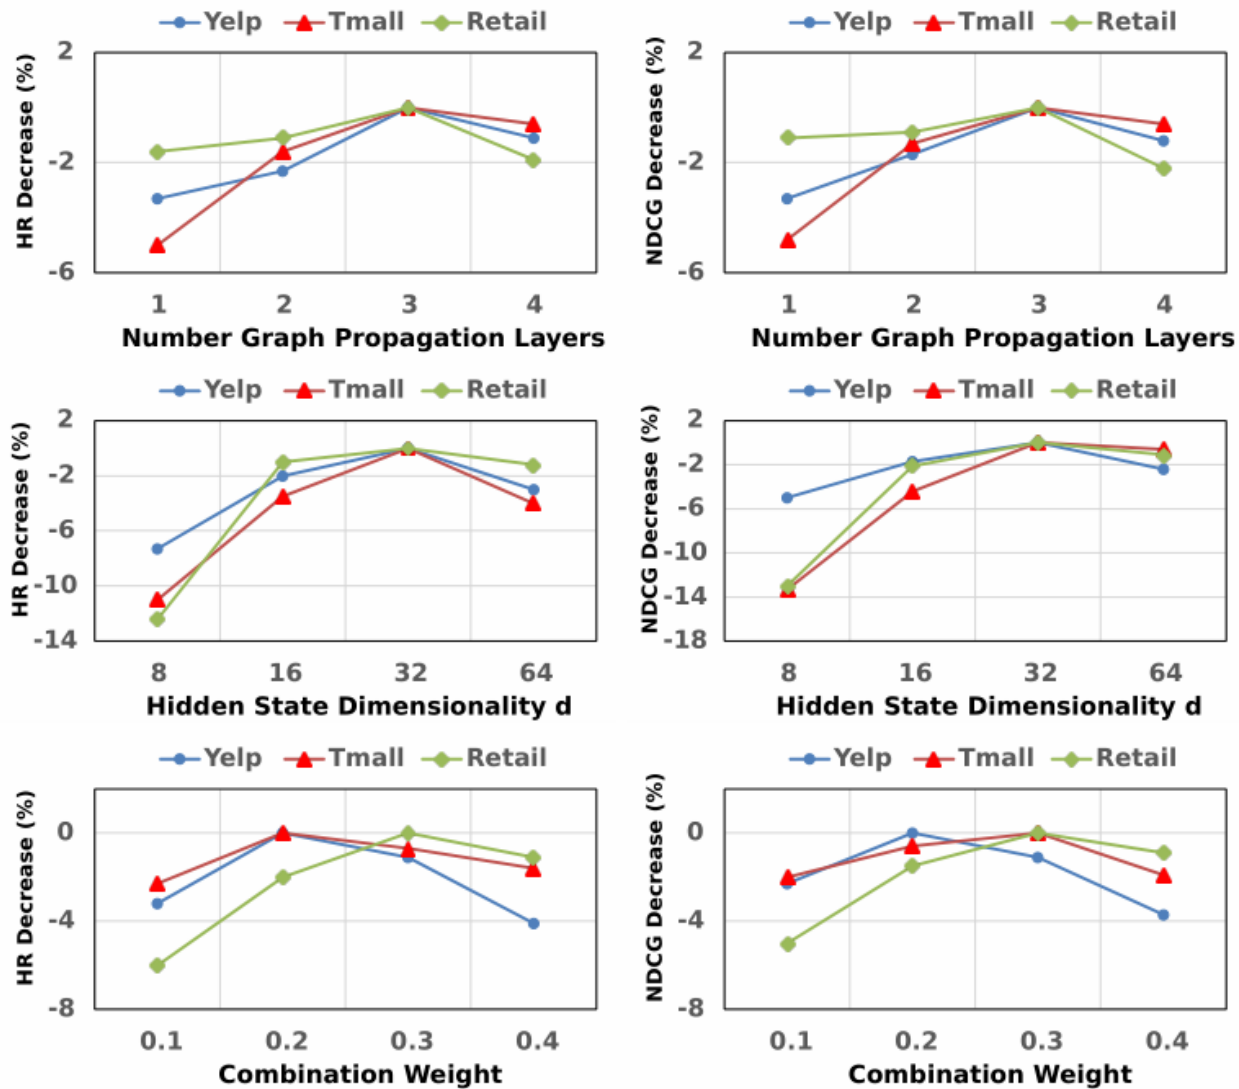 Yelp Tmall Retail
HR Decrease (%)
2
-2
-6
1 2 3 4
Number Graph Propagation Layers
Yelp Tmall Retail
NDCG Decrease (%)
2
-2
-6
1 2 3 4
Number Graph Propagation Layers
Yelp Tmall Retail
HR Decrease (%)
2
-2
-6
-10
-14
8 16 32 64
Hidden State Dimensionality d
Yelp Tmall Retail
NDCG Decrease (%)
2
-2
-6
-10
-14
-18
8 16 32 64
Hidden State Dimensionality d
Yelp Tmall Retail
HR Decrease (%)
0
-4
-8
0.1 0.2 0.3 0.4
Combination Weight
Yelp Tmall Retail
NDCG Decrease (%)
0
-4
-8
0.1 0.2 0.3 0.4
Combination Weight